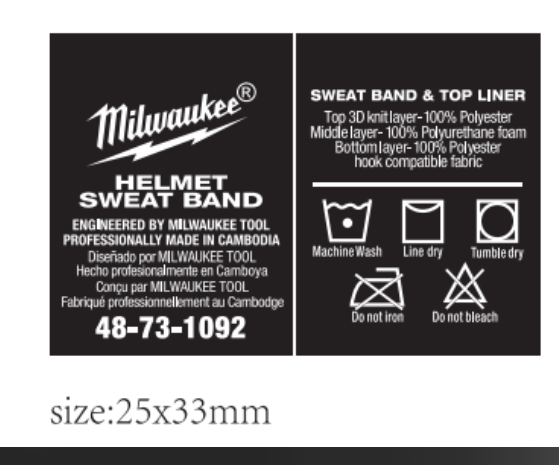 Milwaukee®
HELMET
SWEAT BAND
ENGINEERED BY MILWAUKEE TOOL
PROFESSIONALLY MADE IN CAMBODIA
Diseñado por MILWAUKEE TOOL
Hecho profesionalmente en Camboya
Conçu par MILWAUKEE TOOL
Fabriqué professionnellement au Cambodge
48-73-1092
SWEAT BAND & TOP LINER
Top 3D knit layer- 100% Polyester
Middle layer- 100% Polyurethane foam
Bottom layer- 100% Polyester
hook compatible fabric
Machine Wash Line dry Tumble dry
Do not iron Do not bleach
size:25x33mm